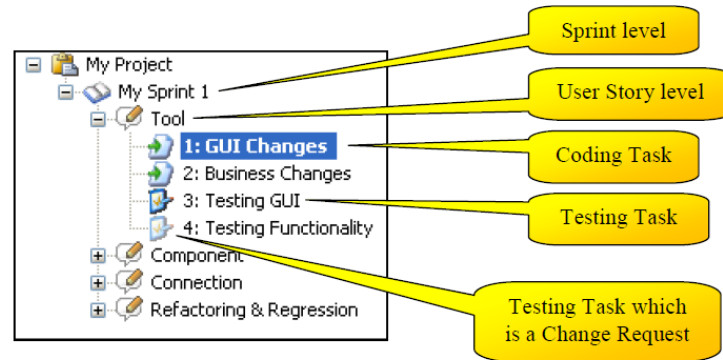 My Project
My Sprint 1
Tool
1: GUI Changes
2: Business Changes
3: Testing GUI
4: Testing Functionality
Component
Connection
Refactoring & Regression
Sprint level
User Story level
Coding Task
Testing Task
Testing Task which
is a Change Request